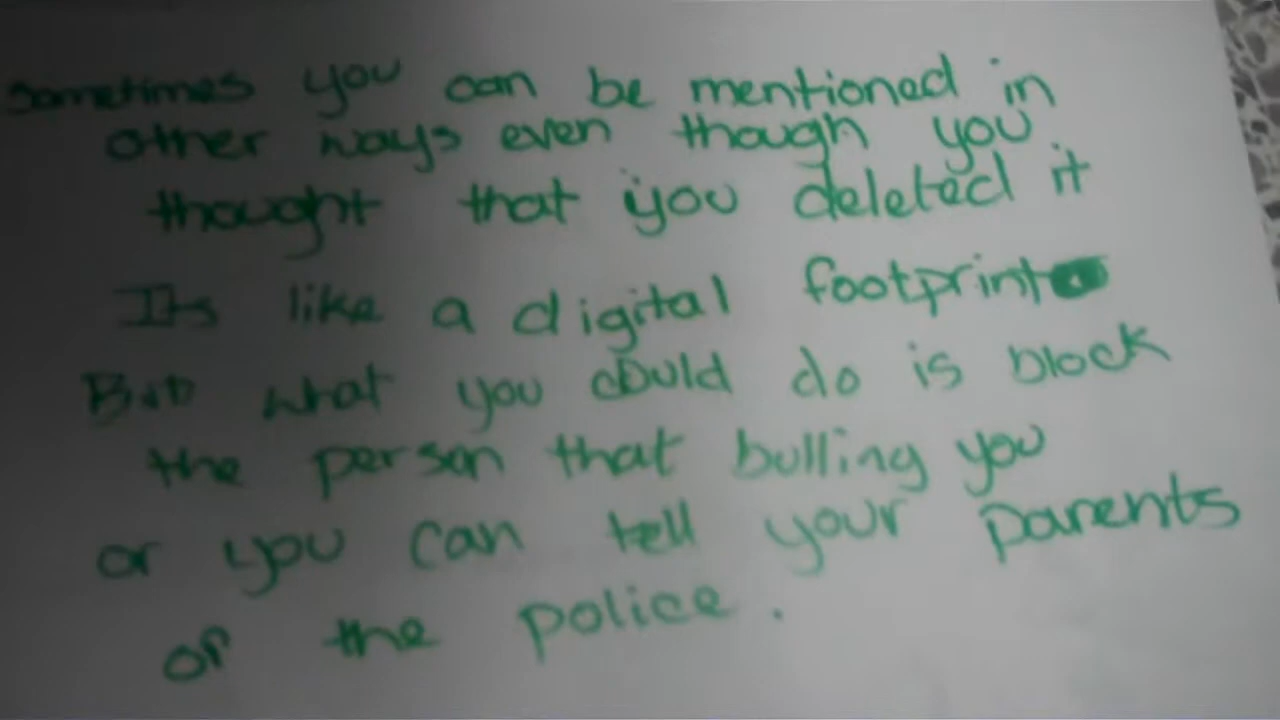 sometimes you can be mentioned in
other ways even though you
thought that you deleted it
Its like a digital footprint
But what you could do is block
the person that bulling you
or you can tell your parents
or the police.